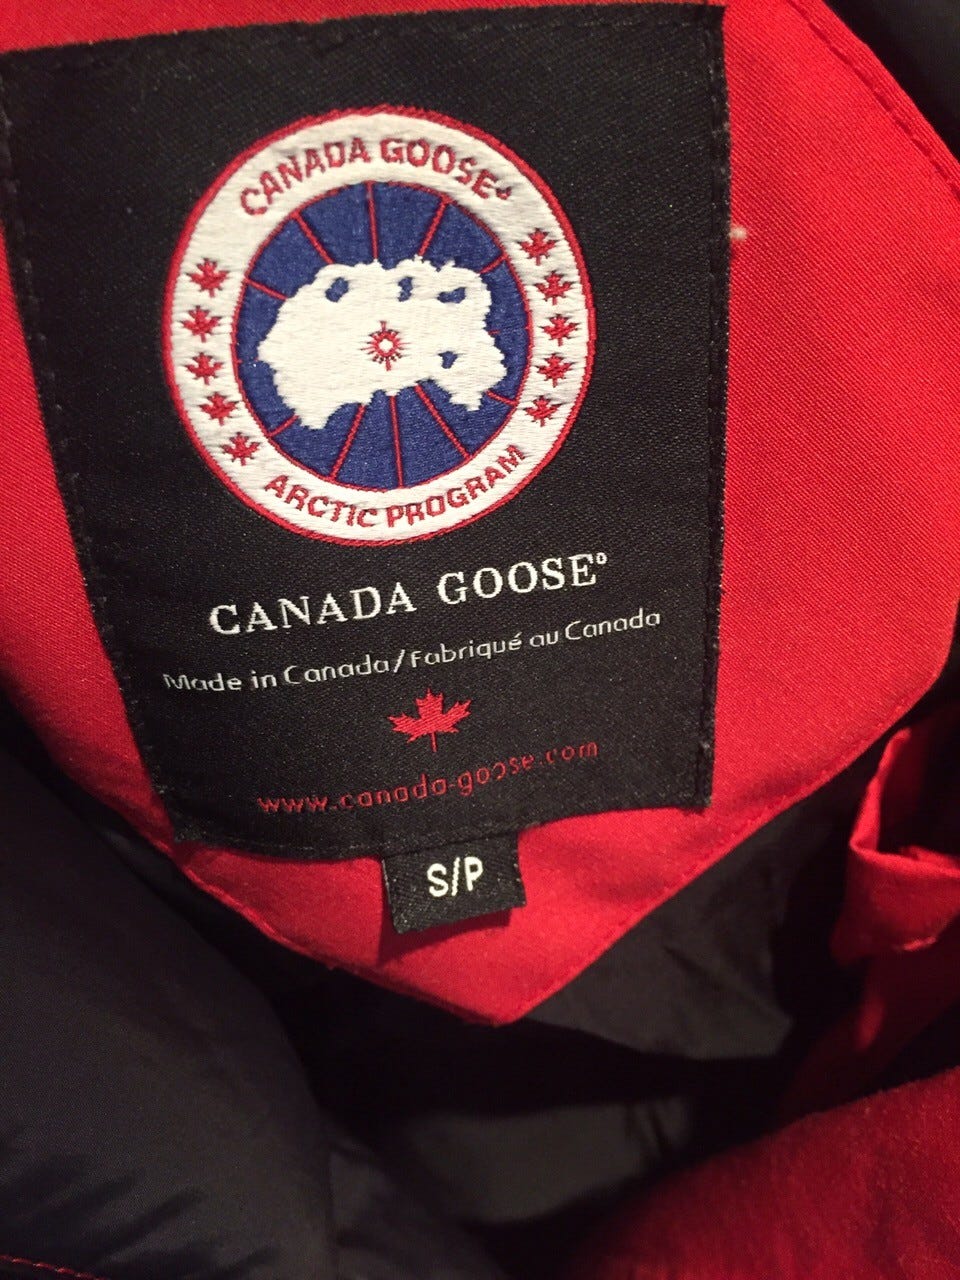 CANADA GOOSE®
ARCTIC PROGRAM
CANADA GOOSE®
Made in Canada/Fabriqué au Canada
www.canada-goose.com
S/P